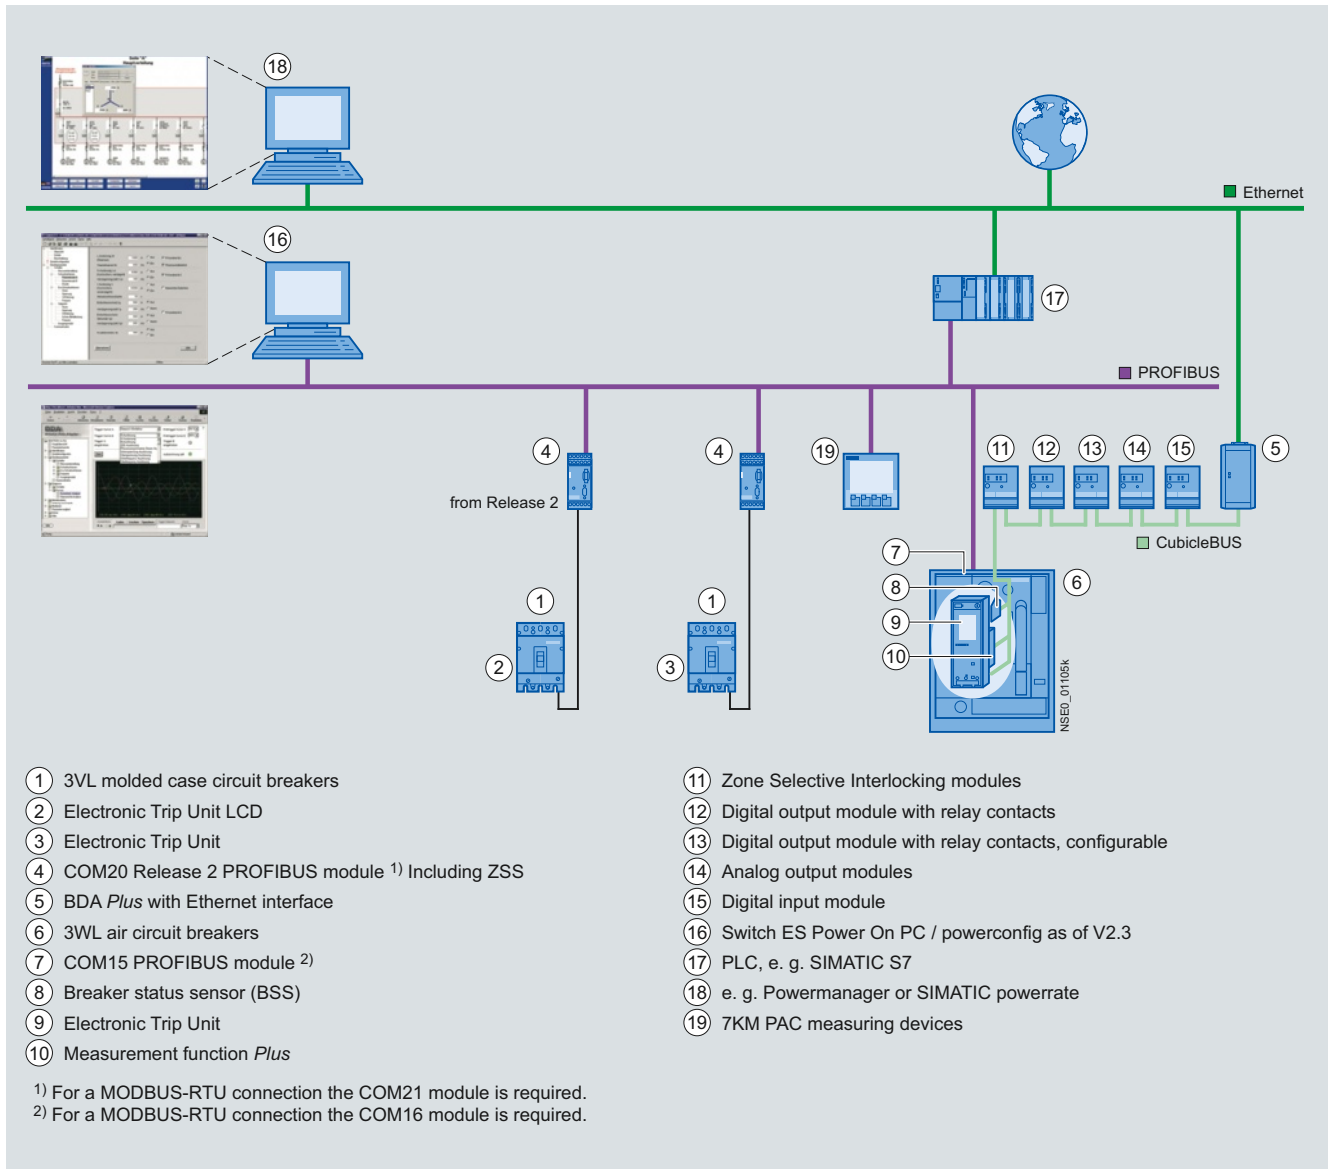 18
Ethernet
16
17
PROFIBUS
4
4
19
11
12
13
14
15
5
from Release 2
CubicleBUS
7
6
8
1
1
9
2
3
10
NSE0_01105k
1 3VL molded case circuit breakers
2 Electronic Trip Unit LCD
3 Electronic Trip Unit
4 COM20 Release 2 PROFIBUS module 1) Including ZSS
5 BDA Plus with Ethernet interface
6 3WL air circuit breakers
7 COM15 PROFIBUS module 2)
8 Breaker status sensor (BSS)
9 Electronic Trip Unit
10 Measurement function Plus
11 Zone Selective Interlocking modules
12 Digital output module with relay contacts
13 Digital output module with relay contacts, configurable
14 Analog output modules
15 Digital input module
16 Switch ES Power On PC / powerconfig as of V2.3
17 PLC, e. g. SIMATIC S7
18 e. g. Powermanager or SIMATIC powerrate
19 7KM PAC measuring devices
1) For a MODBUS-RTU connection the COM21 module is required.
2) For a MODBUS-RTU connection the COM16 module is required.